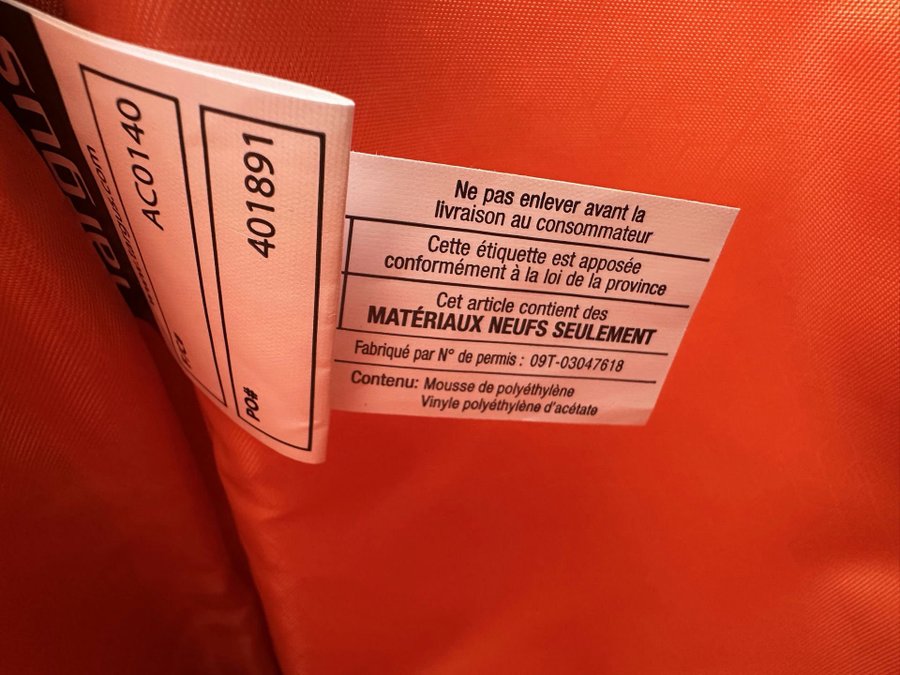 AC0140
401891
PO#
Ne pas enlever avant la
livraison au consommateur
Cette étiquette est apposée
conformément à la loi de la province
Cet article contient des
MATÉRIAUX NEUFS SEULEMENT
Fabriqué par N° de permis : 09T-03047618
Contenu: Mousse de polyéthylène
Vinyle polyéthylène d'acétate